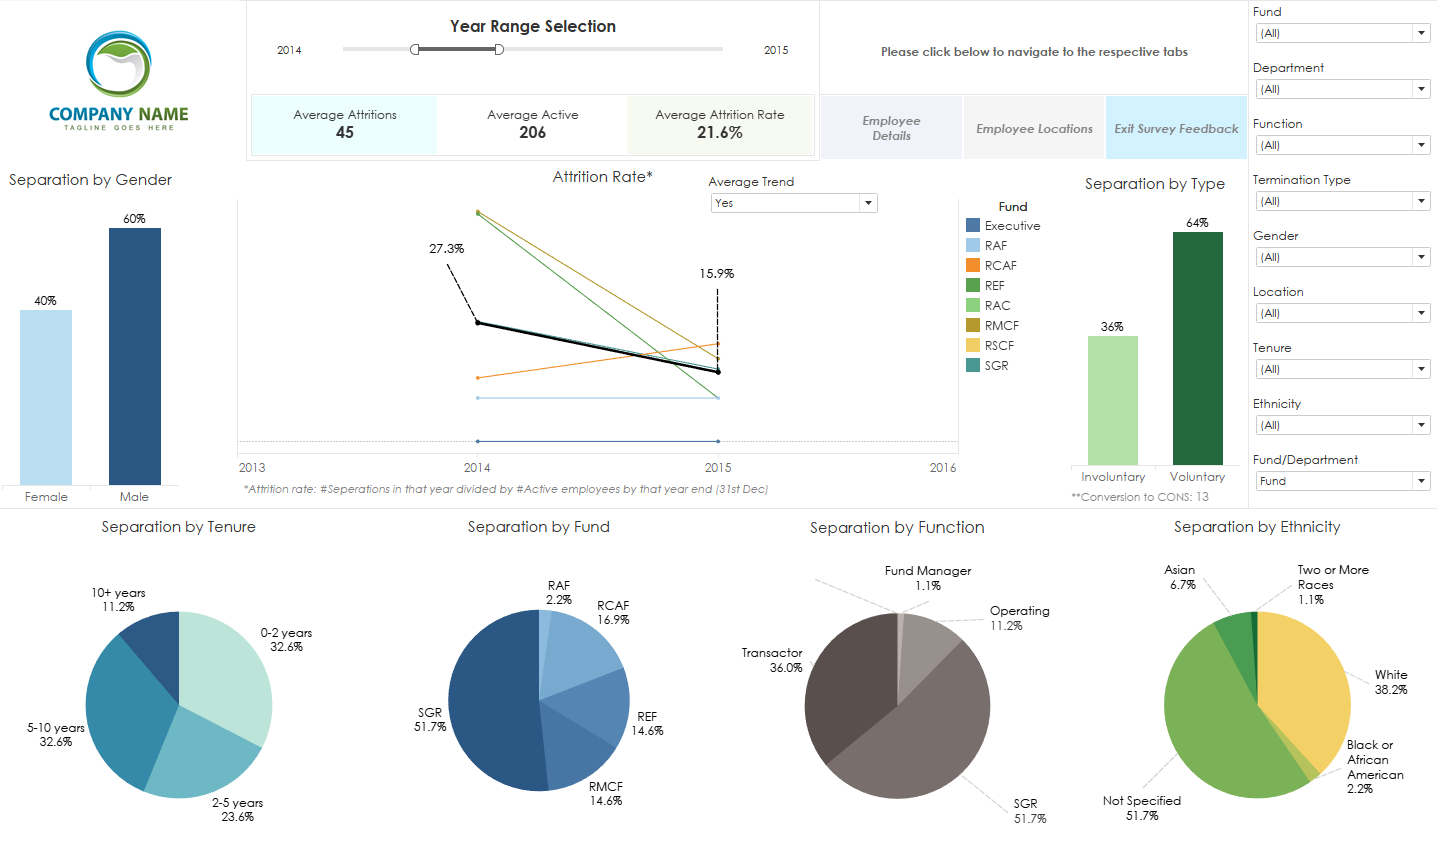 COMPANY NAME
TAGLINE GOES HERE
Year Range Selection
2014
2015
Average Attritions
45
Average Active
206
Average Attrition Rate
21.6%
Please click below to navigate to the respective tabs
Employee
Details
Employee Locations
Exit Survey Feedback
Fund
(All)
Department
(All)
Function
(All)
Termination Type
(All)
Gender
(All)
Location
(All)
Tenure
(All)
Ethnicity
(All)
Fund/Department
Fund
Separation by Gender
60%
40%
Female
Male
Attrition Rate*
Average Trend
Yes
27.3%
15.9%
2013
2014
2015
2016
*Attrition rate: #Seperations in that year divided by #Active employees by that year end (31st Dec)
Fund
Executive
RAF
RCAF
REF
RAC
RMCF
RSCF
SGR
Separation by Type
64%
36%
Involuntary
Voluntary
**Conversion to CONS: 13
Separation by Tenure
10+ years
11.2%
0-2 years
32.6%
5-10 years
32.6%
2-5 years
23.6%
Separation by Fund
RAF
2.2%
RCAF
16.9%
REF
14.6%
SGR
51.7%
RMCF
14.6%
Separation by Function
Fund Manager
1.1%
Operating
11.2%
Transactor
36.0%
SGR
51.7%
Separation by Ethnicity
Asian
6.7%
Two or More
Races
1.1%
White
38.2%
Black or
African
American
2.2%
Not Specified
51.7%